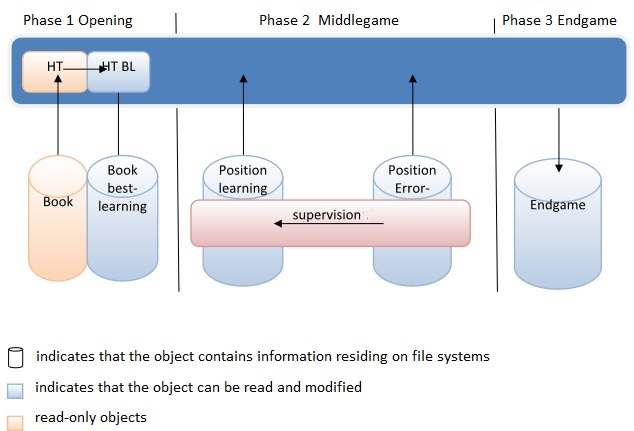 Phase 1 Opening
Phase 2 Middlegame
Phase 3 Endgame
HT
HT BL
Book
Book
best-
learning
Position
learning
Position
Error-
supervision
Endgame
indicates that the object contains information residing on file systems
indicates that the object can be read and modified
read-only objects